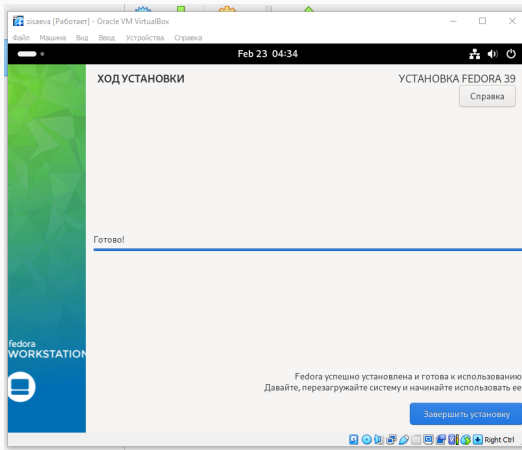 zisaeva [Работает] - Oracle VM VirtualBox
Файл Машина Вид Ввод Устройства Справка
Feb 23 04:34
ХОД УСТАНОВКИ
УСТАНОВКА FEDORA 39
Справка
Готово!
fedora
WORKSTATION
Fedora успешно установлена и готова к использованию
Давайте, перезагружайте систему и начинайте использовать ее
Завершить установку
Right Ctrl